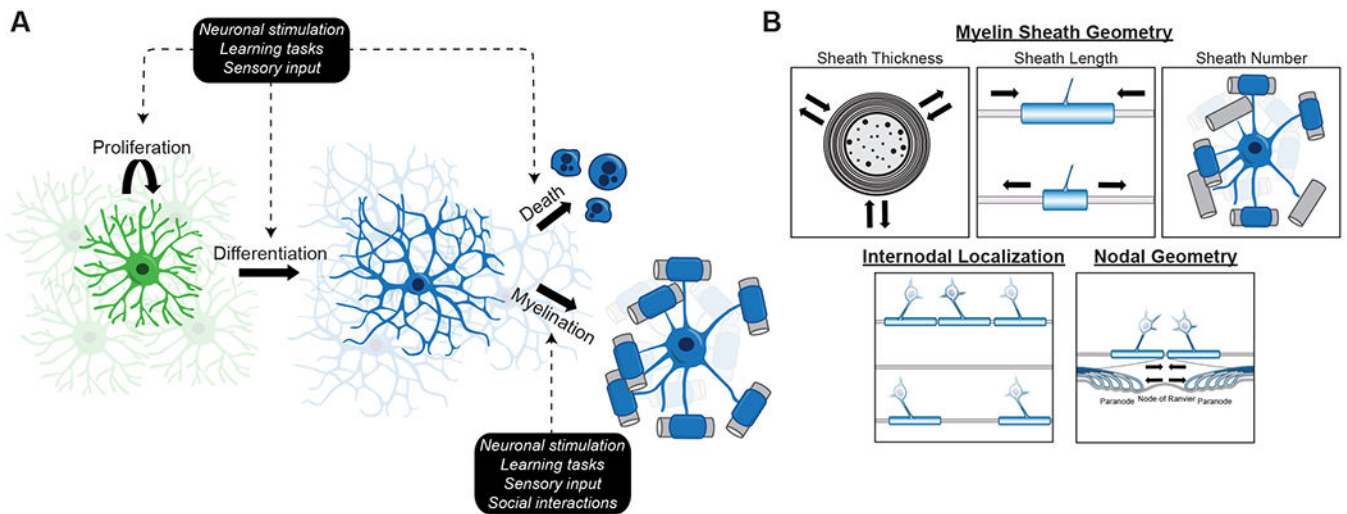 A
Neuronal stimulation
Learning tasks
Sensory input
Proliferation
Differentiation
Death
Myelination
Neuronal stimulation
Learning tasks
Sensory input
Social interactions
B
Myelin Sheath Geometry
Sheath Thickness
Sheath Length
Sheath Number
Internodal Localization
Nodal Geometry
Paranode Node of Ranvier Paranode